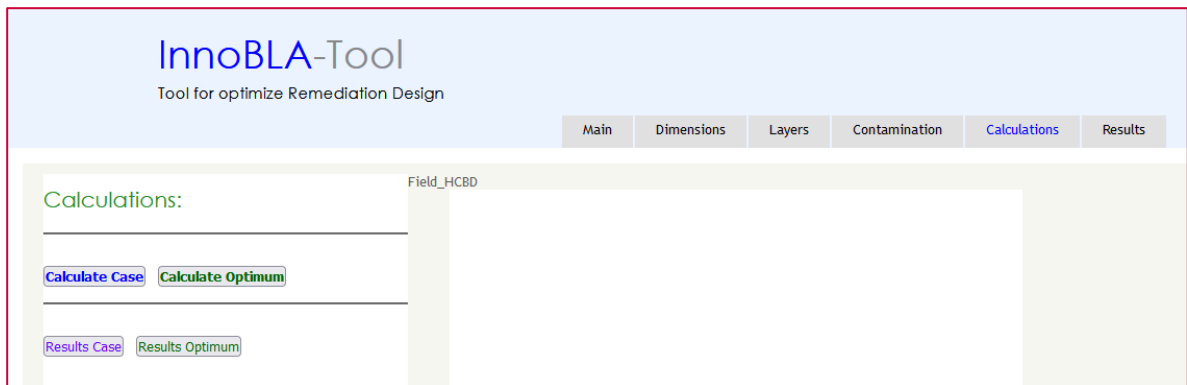 InnoBLA-Tool
Tool for optimize Remediation Design
Main Dimensions Layers Contamination Calculations Results
Field_HCBD
Calculations:
Calculate Case Calculate Optimum
Results Case Results Optimum